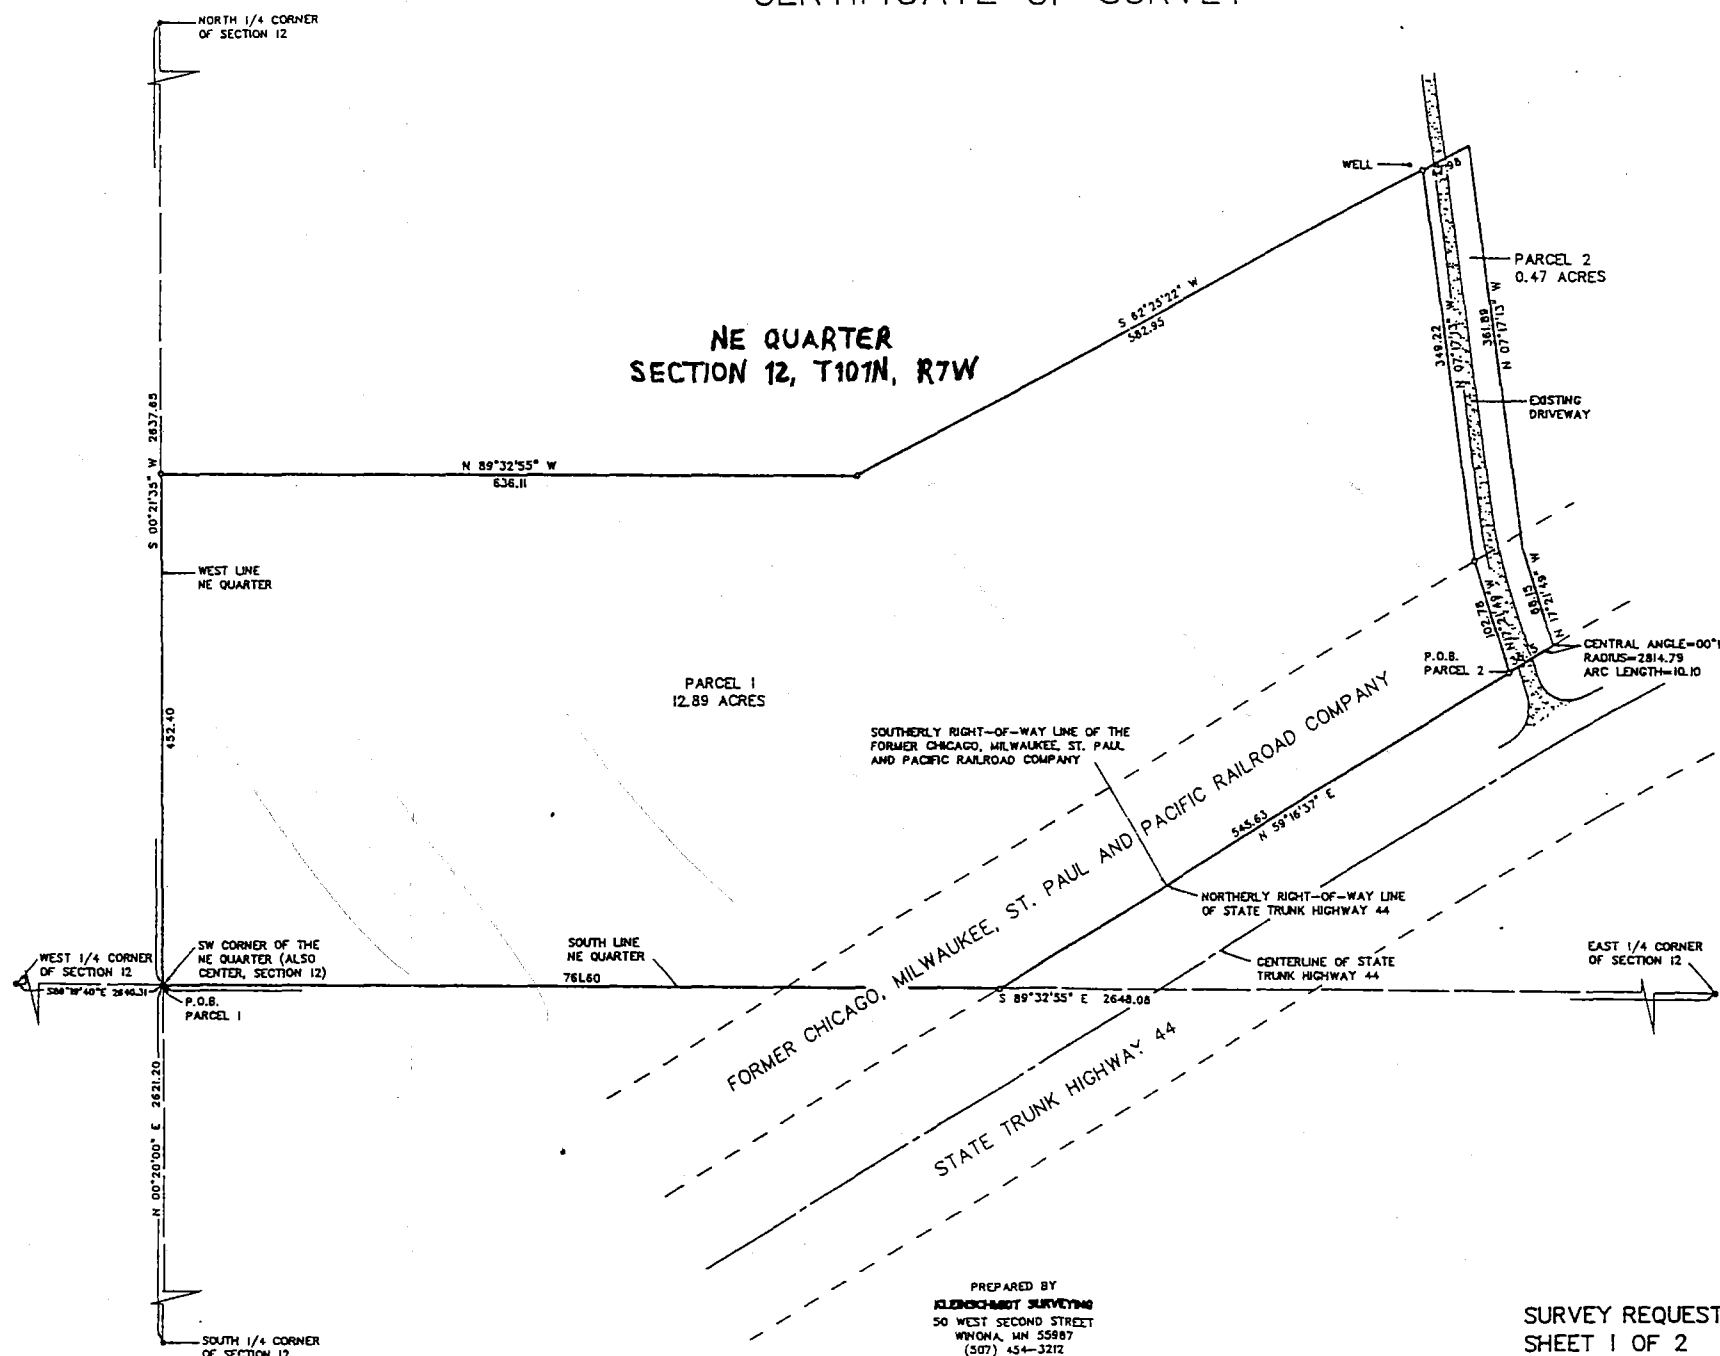 CERTIFICATE OF SURVEY
NORTH 1/4 CORNER
OF SECTION 12
WELL
42.98
PARCEL 2
0.47 ACRES
S 62°25'22" W
582.95
NE QUARTER
SECTION 12, T101N, R7W
349.22
N 07°17'13" W
361.89
N 07°17'13" W
EXISTING
DRIVEWAY
S 00°21'35" W 2637.65
N 89°32'55" W
636.11
WEST LINE
NE QUARTER
102.78
N 17°21'49" W
68.15
N 17°21'49" W
CENTRAL ANGLE=00°1
RADIUS=2814.79
ARC LENGTH=10.10
P.O.B.
PARCEL 2
PARCEL 1
12.89 ACRES
452.40
SOUTHERLY RIGHT-OF-WAY LINE OF THE
FORMER CHICAGO, MILWAUKEE, ST. PAUL
AND PACIFIC RAILROAD COMPANY
FORMER CHICAGO, MILWAUKEE, ST. PAUL AND PACIFIC RAILROAD COMPANY
545.63
N 59°16'37" E
NORTHERLY RIGHT-OF-WAY LINE
OF STATE TRUNK HIGHWAY 44
WEST 1/4 CORNER
OF SECTION 12
2640.31
SW CORNER OF THE
NE QUARTER (ALSO
CENTER, SECTION 12)
SOUTH LINE
NE QUARTER
761.60
CENTERLINE OF STATE
TRUNK HIGHWAY 44
EAST 1/4 CORNER
OF SECTION 12
P.O.B.
PARCEL 1
S 89°32'55" E 2648.08
STATE TRUNK HIGHWAY 44
N 00°20'00" E 2621.20
PREPARED BY
KLEINSCHMIDT SURVEYING
50 WEST SECOND STREET
WINONA, MN 55987
(507) 454-3212
SURVEY REQUEST
SHEET 1 OF 2
SOUTH 1/4 CORNER
OF SECTION 12